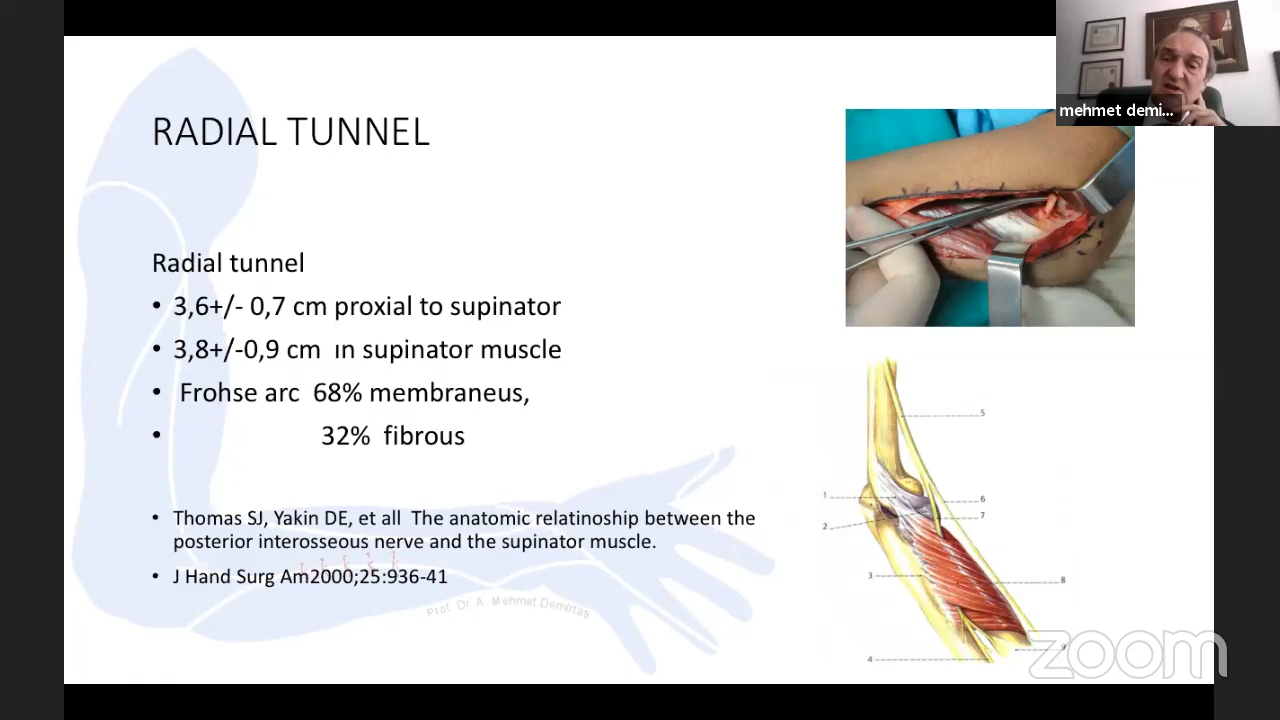 mehmet demi...
RADIAL TUNNEL
Radial tunnel
• 3,6+/- 0,7 cm proxial to supinator
• 3,8+/-0,9 cm ın supinator muscle
• Frohse arc 68% membraneus,
• 32% fibrous
• Thomas SJ, Yakin DE, et all The anatomic relatinoship between the
posterior interosseous nerve and the supinator muscle.
• J Hand Surg Am2000;25:936-41
Prof. Dr. A. Mehmet Demirtaş
5
1
6
7
2
3
8
9
4
zoom